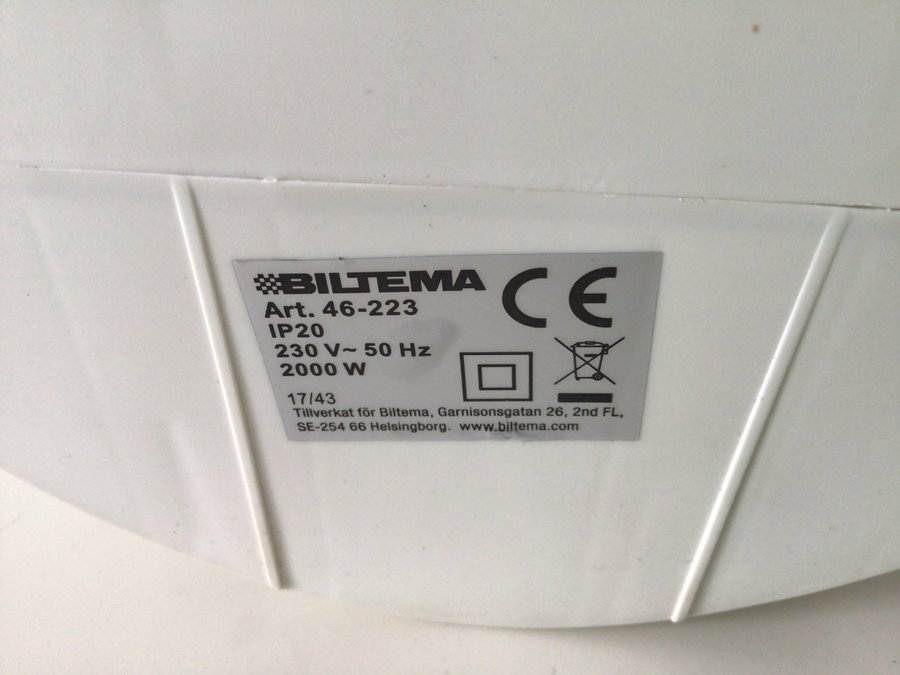 BILTEMA
Art. 46-223
IP20
230 V~ 50 Hz
2000 W
CE
17/43
Tillverkat för Biltema, Garnisonsgatan 26, 2nd FL,
SE-254 66 Helsingborg. www.biltema.com